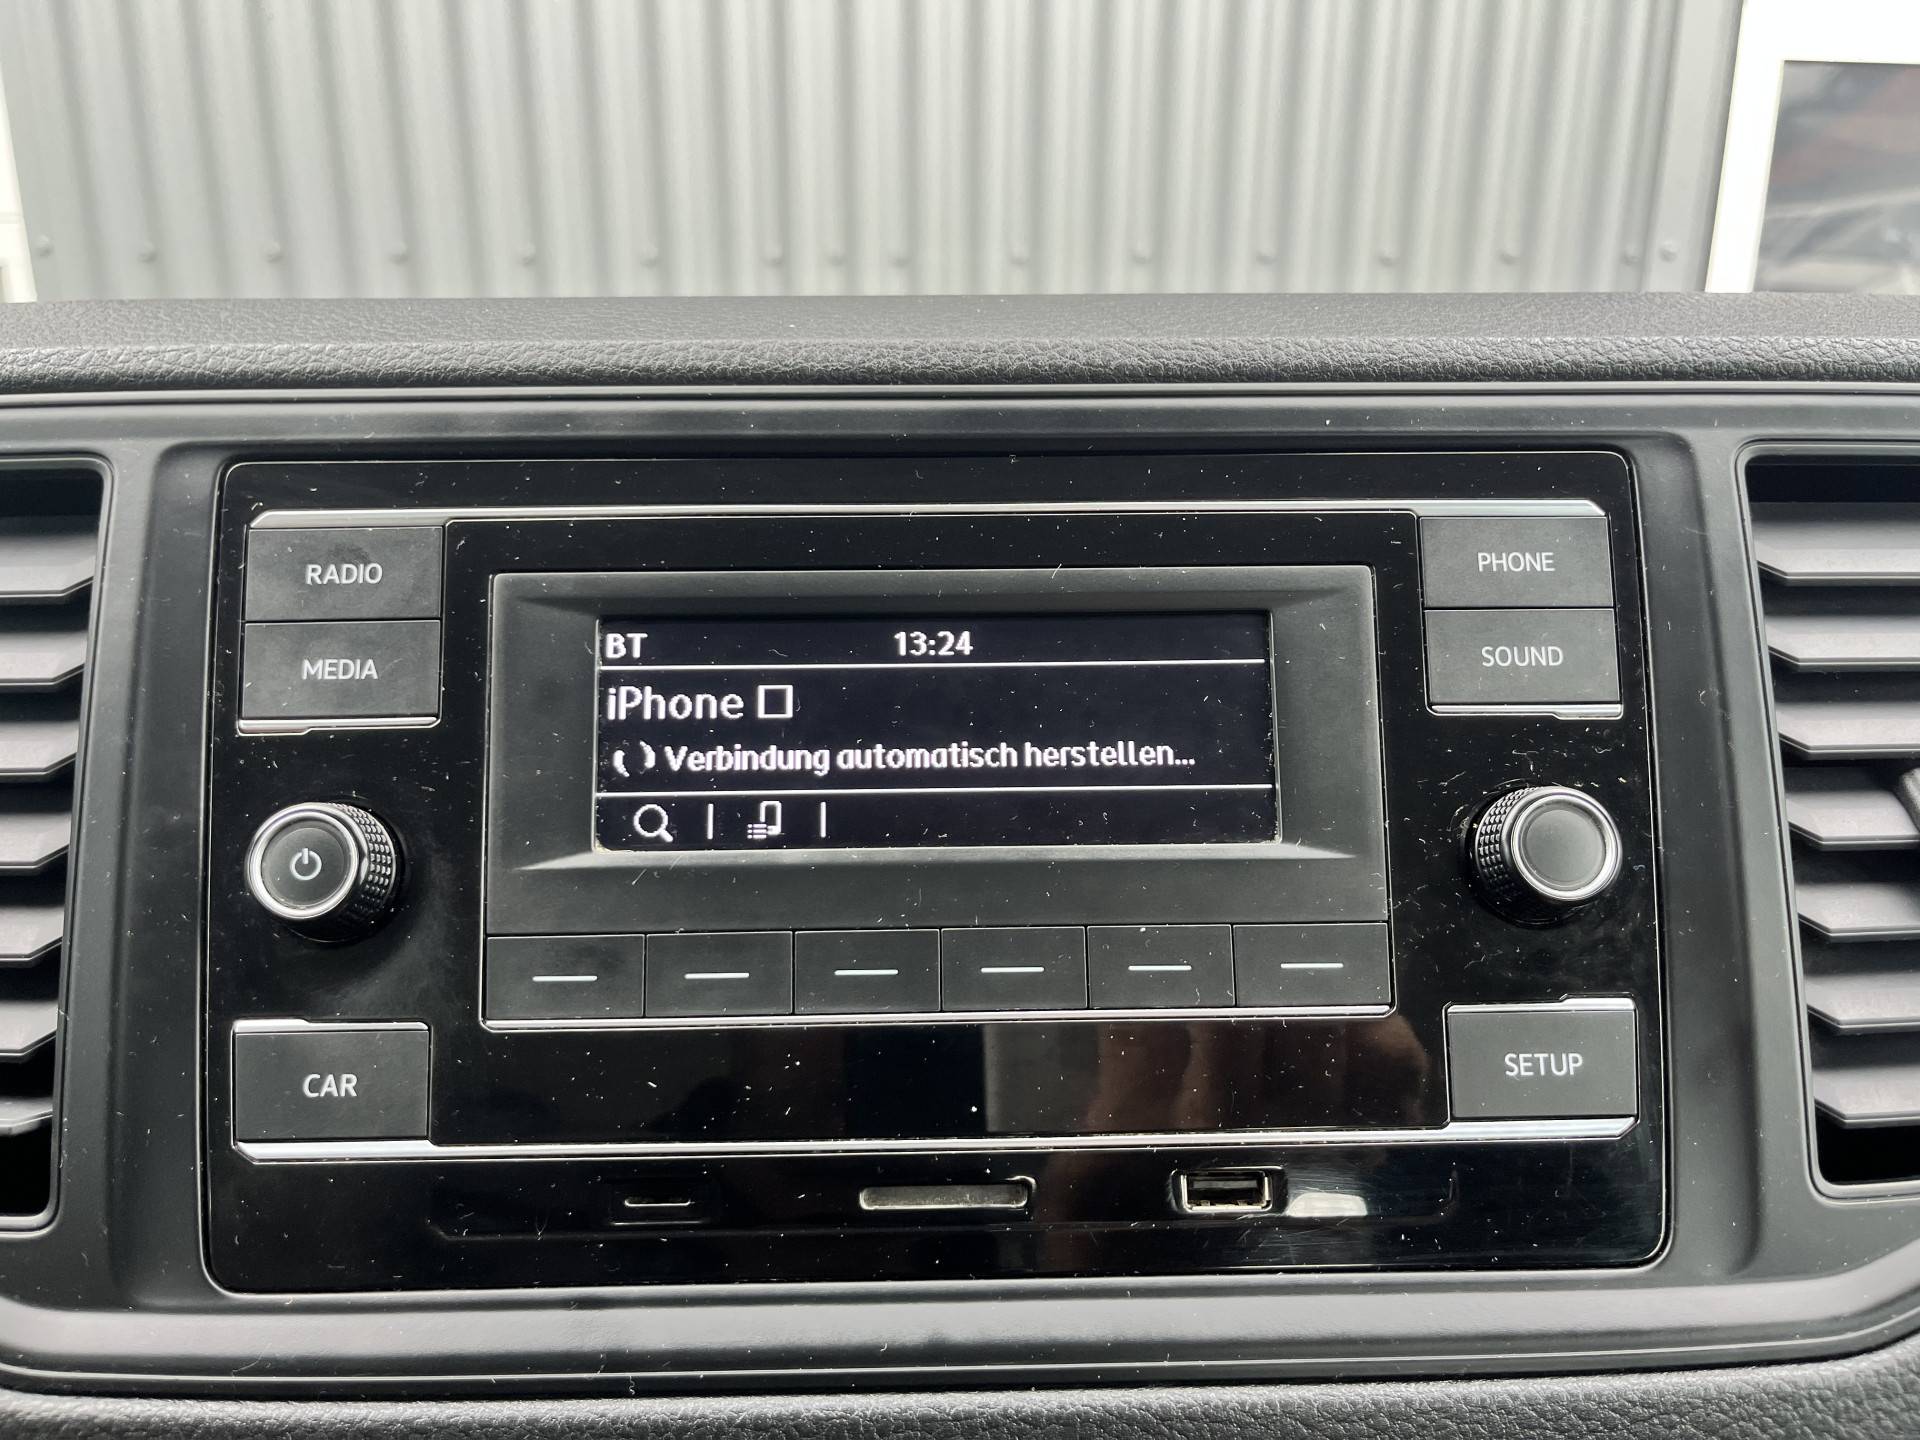 RADIO
MEDIA
PHONE
SOUND
BT 13:24
iPhone □
Verbindung automatisch herstellen...
CAR
SETUP